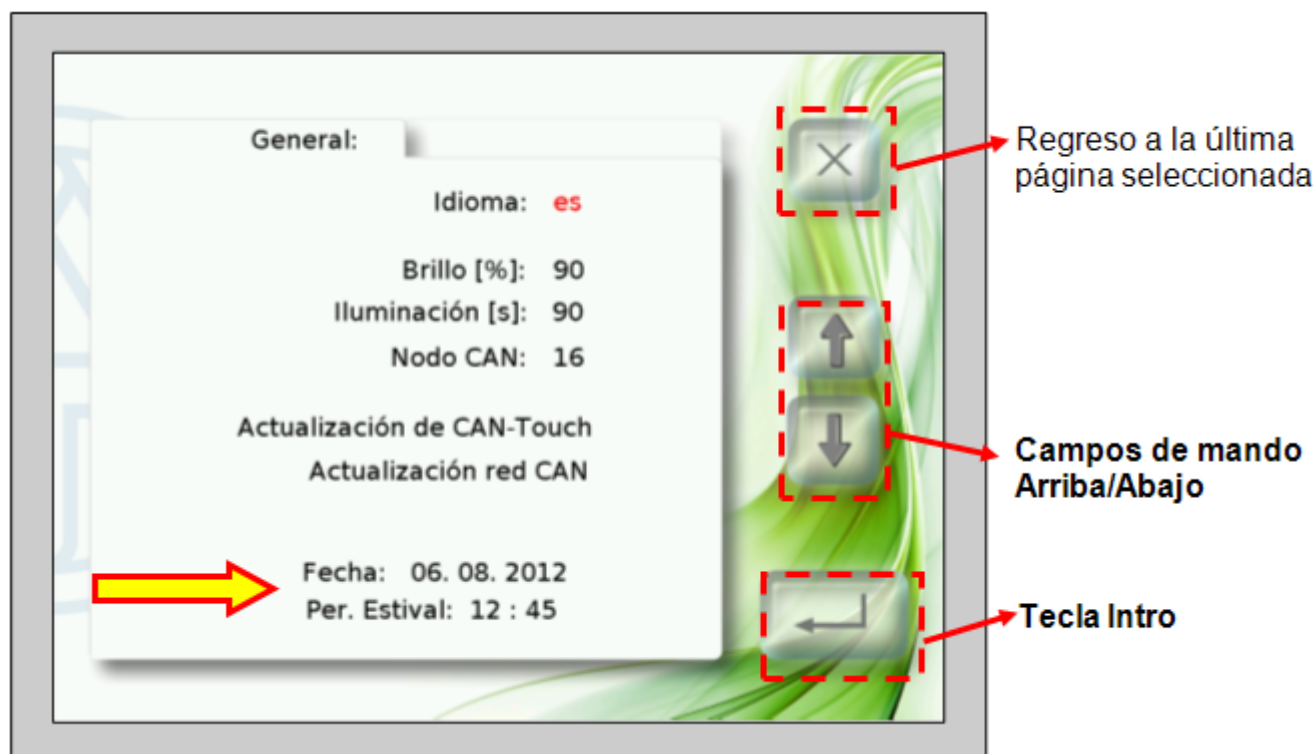 General:
Idioma: es
Brillo [%]: 90
Iluminación [s]: 90
Nodo CAN: 16
Actualización de CAN-Touch
Actualización red CAN
Fecha: 06. 08. 2012
Per. Estival: 12 : 45
Regreso a la última
página seleccionada
Campos de mando
Arriba/Abajo
Tecla Intro